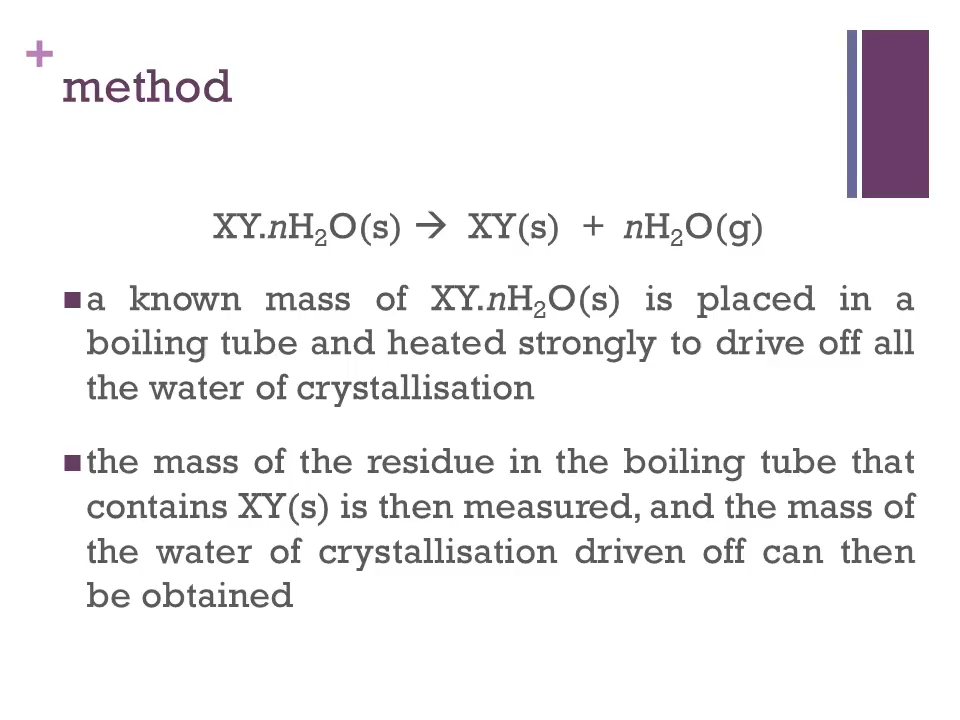 +
method
XY.nH₂O(s) → XY(s) + nH₂O(g)
■ a known mass of XY.nH₂O(s) is placed in a
boiling tube and heated strongly to drive off all
the water of crystallisation
■ the mass of the residue in the boiling tube that
contains XY(s) is then measured, and the mass of
the water of crystallisation driven off can then
be obtained